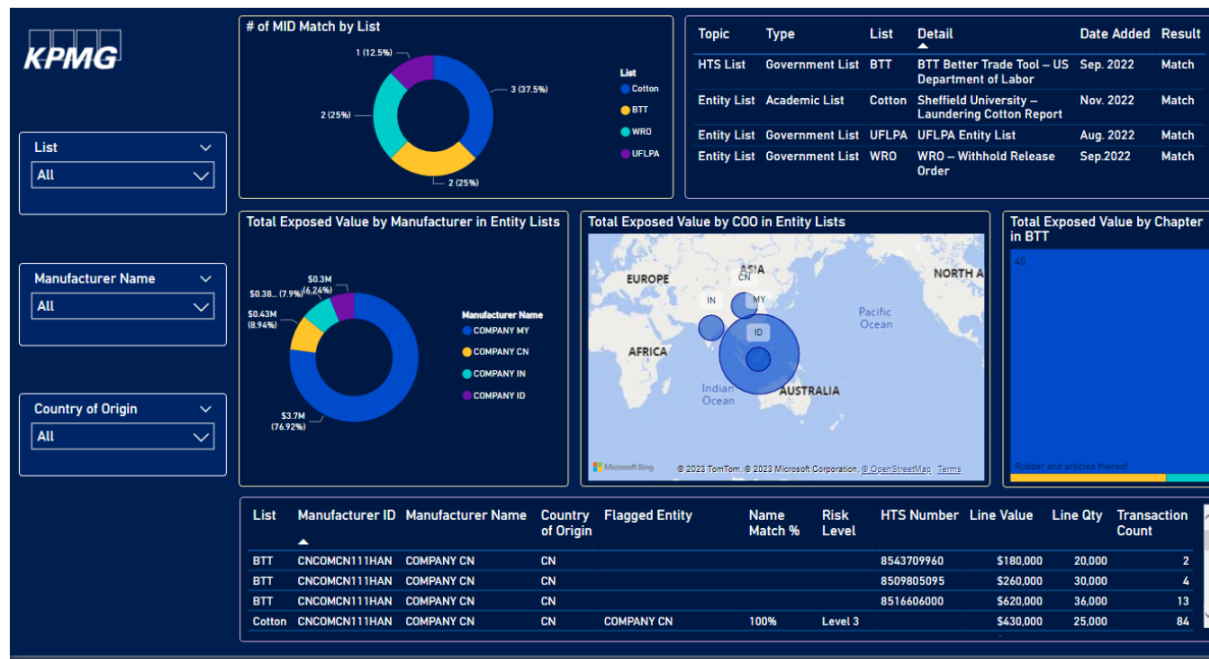 KPMG
List
All
Manufacturer Name
All
Country of Origin
All
# of MID Match by List
1 (12.5%)
3 (37.5%)
2 (25%)
2 (25%)
List
Cotton
BTT
WRO
UFLPA
Topic Type List Detail Date Added Result
HTS List Government List BTT BTT Better Trade Tool – US Sep. 2022 Match
Department of Labor
Entity List Academic List Cotton Sheffield University – Nov. 2022 Match
Laundering Cotton Report
Entity List Government List UFLPA UFLPA Entity List Aug. 2022 Match
Entity List Government List WRO WRO – Withhold Release Sep.2022 Match
Order
Total Exposed Value by Manufacturer in Entity Lists
$0.3M
(6.24%)
$0.38... (7.9%)
$0.43M
(8.94%)
$3.7M
(76.92%)
Manufacturer Name
COMPANY MY
COMPANY CN
COMPANY IN
COMPANY ID
Total Exposed Value by COO in Entity Lists
EUROPE
ASIA
NORTH A
CN
IN
MY
ID
Pacific
Ocean
AFRICA
Indian
Ocean
AUSTRALIA
Microsoft Bing
© 2023 TomTom, © 2023 Microsoft Corporation, © OpenStreetMap Terms
Total Exposed Value by Chapter
in BTT
40
Rubber and articles thereof
List Manufacturer ID Manufacturer Name Country Flagged Entity Name Risk HTS Number Line Value Line Qty Transaction
of Origin Match % Level Count
BTT CNCOMCN111HAN COMPANY CN CN 8543709960 $180,000 20,000 2
BTT CNCOMCN111HAN COMPANY CN CN 8509805095 $260,000 30,000 4
BTT CNCOMCN111HAN COMPANY CN CN 8516606000 $620,000 36,000 13
Cotton CNCOMCN111HAN COMPANY CN CN COMPANY CN 100% Level 3 $430,000 25,000 84